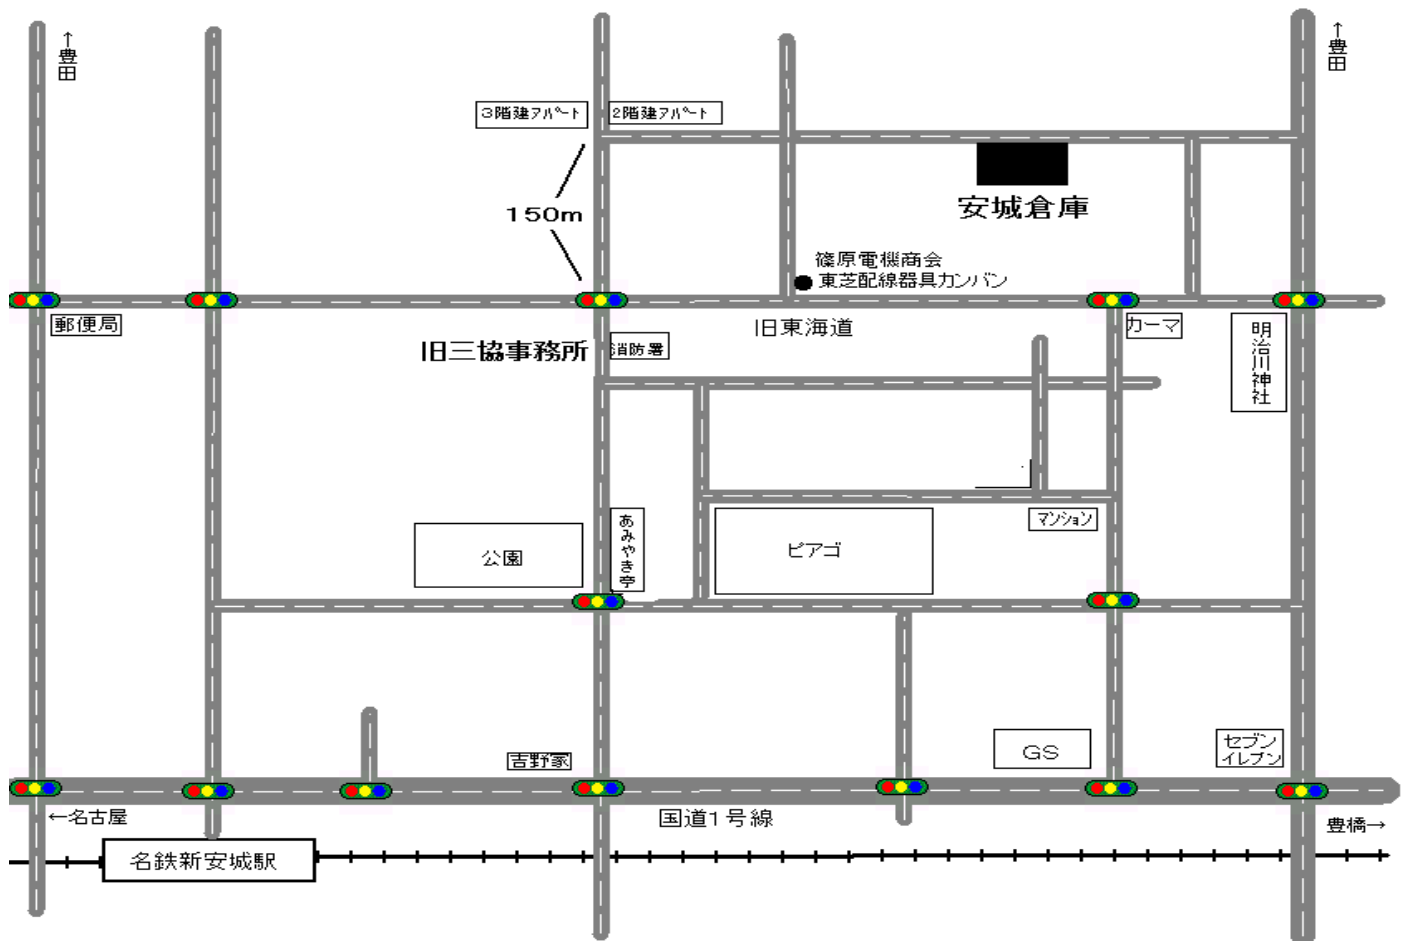 ↑豊田
↑豊田
3階建アパート
2階建アパート
150m
安城倉庫
篠原電機商会
東芝配線器具カンバン
郵便局
旧三協事務所
消防署
旧東海道
カーマ
明治川神社
公園
あみやき亭
ピアゴ
マンション
吉野家
GS
セブン
イレブン
←名古屋
国道1号線
豊橋→
名鉄新安城駅